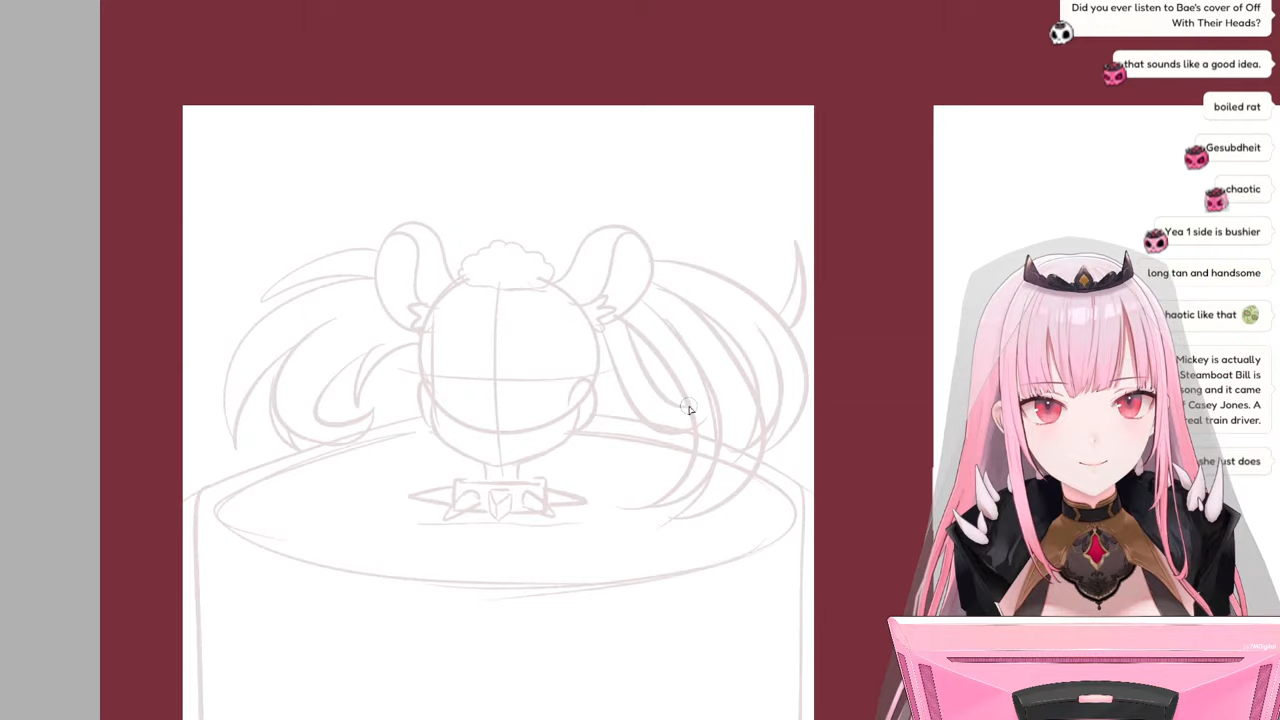 Did you ever listen to Bae's cover of Off
With Their Heads?
that sounds like a good idea.
boiled rat
Gesubdheit
chaotic
Yea 1 side is bushier
long tan and handsome
haotic like that
Mickey is actually
Steamboat Bill is
song and it came
Casey Jones. A
real train driver.
she just does